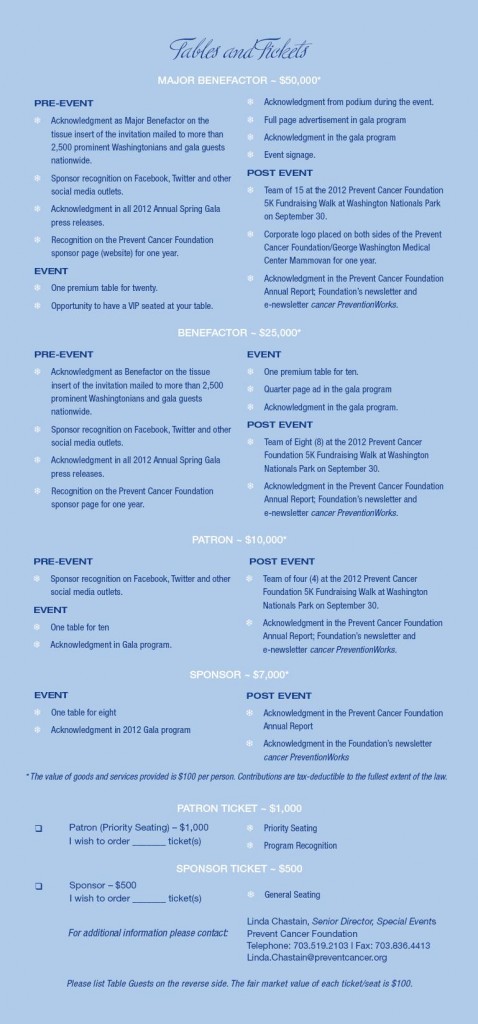 Tables and Tickets
MAJOR BENEFACTOR ~ $50,000*
PRE-EVENT
Acknowledgment as Major Benefactor on the
tissue insert of the invitation mailed to more than
2,500 prominent Washingtonians and gala guests
nationwide.
Sponsor recognition on Facebook, Twitter and other
social media outlets.
Acknowledgment in all 2012 Annual Spring Gala
press releases.
Recognition on the Prevent Cancer Foundation
sponsor page (website) for one year.
EVENT
One premium table for twenty.
Opportunity to have a VIP seated at your table.
Acknowledgment from podium during the event.
Full page advertisement in gala program
Acknowledgment in the gala program
Event signage.
POST EVENT
Team of 15 at the 2012 Prevent Cancer Foundation
5K Fundraising Walk at Washington Nationals Park
on September 30.
Corporate logo placed on both sides of the Prevent
Cancer Foundation/George Washington Medical
Center Mammovan for one year.
Acknowledgment in the Prevent Cancer Foundation
Annual Report; Foundation's newsletter and
e-newsletter cancer PreventionWorks.
BENEFACTOR ~ $25,000*
PRE-EVENT
Acknowledgment as Benefactor on the tissue
insert of the invitation mailed to more than 2,500
prominent Washingtonians and gala guests
nationwide.
Sponsor recognition on Facebook, Twitter and other
social media outlets.
Acknowledgment in all 2012 Annual Spring Gala
press releases.
Recognition on the Prevent Cancer Foundation
sponsor page for one year.
EVENT
One premium table for ten.
Quarter page ad in the gala program
Acknowledgment in the gala program.
POST EVENT
Team of Eight (8) at the 2012 Prevent Cancer
Foundation 5K Fundraising Walk at Washington
Nationals Park on September 30.
Acknowledgment in the Prevent Cancer Foundation
Annual Report; Foundation's newsletter and
e-newsletter cancer PreventionWorks.
PATRON ~ $10,000*
PRE-EVENT
Sponsor recognition on Facebook, Twitter and other
social media outlets.
EVENT
One table for ten
Acknowledgment in Gala program.
POST EVENT
Team of four (4) at the 2012 Prevent Cancer
Foundation 5K Fundraising Walk at Washington
Nationals Park on September 30.
Acknowledgment in the Prevent Cancer Foundation
Annual Report; Foundation's newsletter and
e-newsletter cancer PreventionWorks.
SPONSOR ~ $7,000*
EVENT
One table for eight
Acknowledgment in 2012 Gala program
POST EVENT
Acknowledgment in the Prevent Cancer Foundation
Annual Report
Acknowledgment in the Foundation's newsletter
cancer PreventionWorks
*The value of goods and services provided is $100 per person. Contributions are tax-deductible to the fullest extent of the law.
PATRON TICKET ~ $1,000
Patron (Priority Seating) – $1,000
I wish to order ______ ticket(s)
Priority Seating
Program Recognition
SPONSOR TICKET ~ $500
Sponsor – $500
I wish to order ______ ticket(s)
General Seating
For additional information please contact:
Linda Chastain, Senior Director, Special Events
Prevent Cancer Foundation
Telephone: 703.519.2103 | Fax: 703.836.4413
Linda.Chastain@preventcancer.org
Please list Table Guests on the reverse side. The fair market value of each ticket/seat is $100.